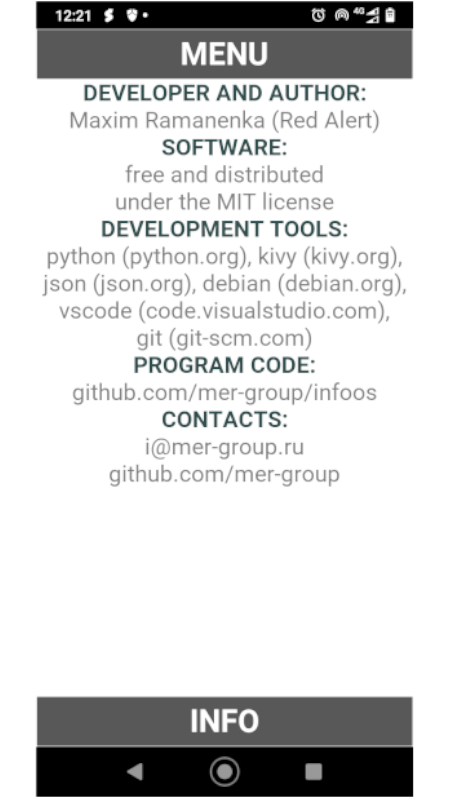 12:21
4G
MENU
DEVELOPER AND AUTHOR:
Maxim Ramanenka (Red Alert)
SOFTWARE:
free and distributed
under the MIT license
DEVELOPMENT TOOLS:
python (python.org), kivy (kivy.org),
json (json.org), debian (debian.org),
vscode (code.visualstudio.com),
git (git-scm.com)
PROGRAM CODE:
github.com/mer-group/infoos
CONTACTS:
i@mer-group.ru
github.com/mer-group
INFO